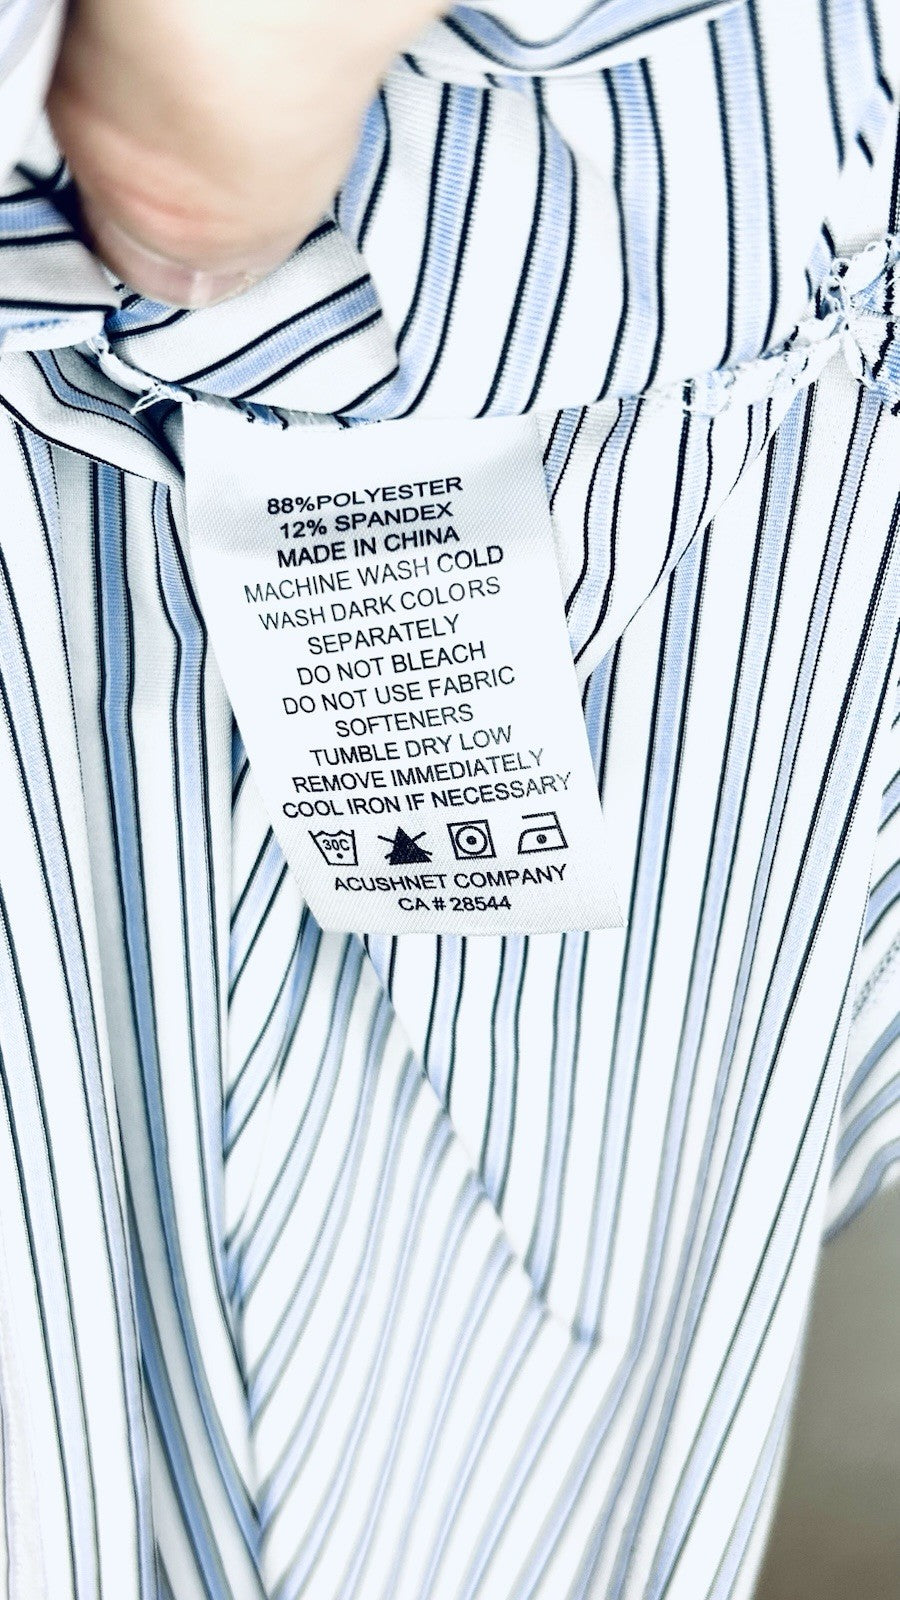 88%POLYESTER
12% SPANDEX
MADE IN CHINA
MACHINE WASH COLD
WASH DARK COLORS
SEPARATELY
DO NOT BLEACH
DO NOT USE FABRIC
SOFTENERS
TUMBLE DRY LOW
REMOVE IMMEDIATELY
COOL IRON IF NECESSARY
30C
ACUSHNET COMPANY
CA # 28544